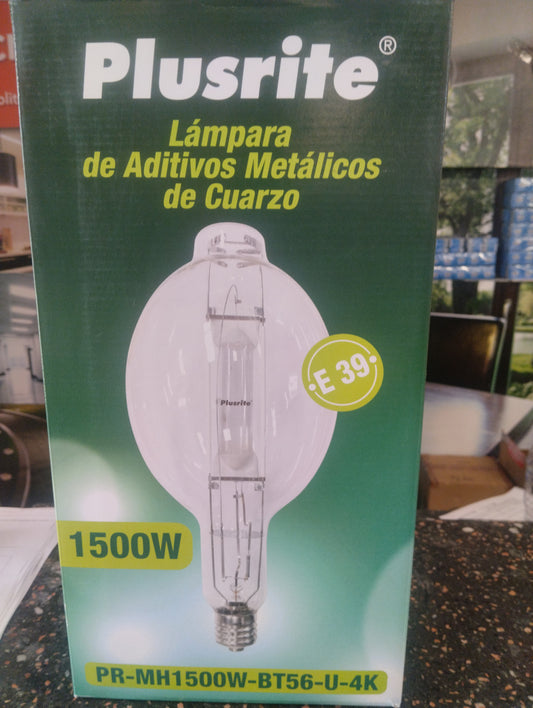 Plusrite®
Lámpara
de Aditivos Metálicos
de Cuarzo
E 39
Plusrite
1500W
PR-MH1500W-BT56-U-4K